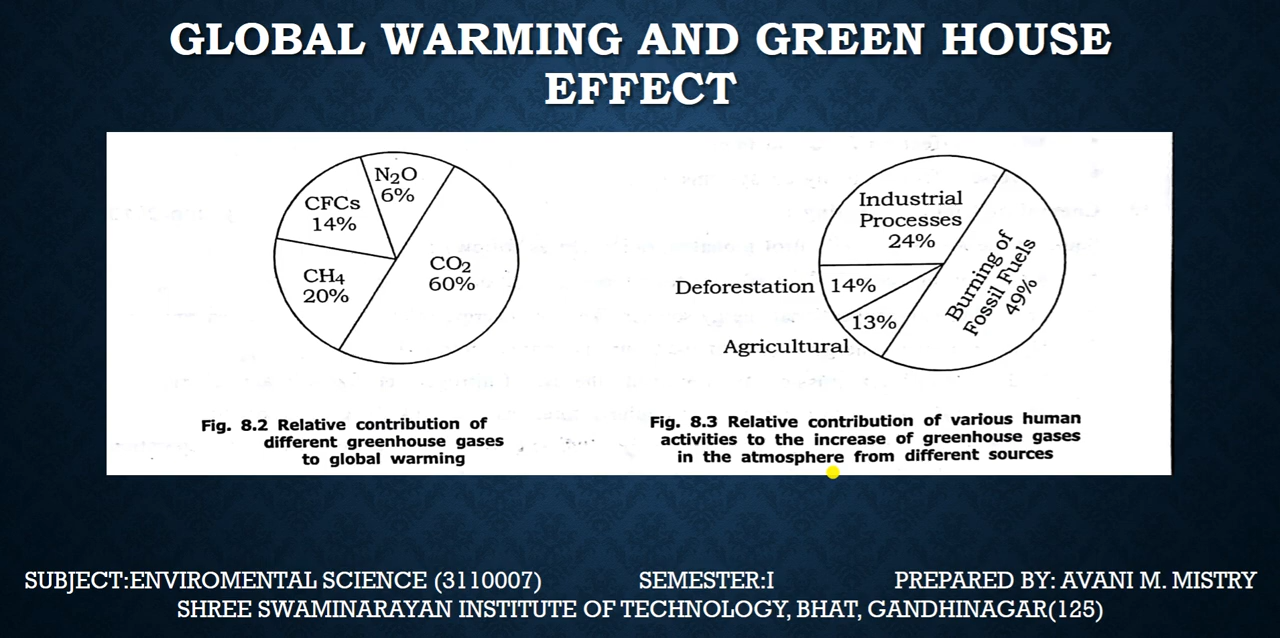 GLOBAL WARMING AND GREEN HOUSE
EFFECT
N₂O
6%
CFCs
14%
CH₄
20%
CO₂
60%
Fig. 8.2 Relative contribution of
different greenhouse gases
to global warming
Industrial
Processes
24%
Deforestation 14%
13%
Agricultural
Burning of
Fossil Fuels
49%
Fig. 8.3 Relative contribution of various human
activities to the increase of greenhouse gases
in the atmosphere from different sources
SUBJECT:ENVIROMENTAL SCIENCE (3110007) SEMESTER:I PREPARED BY: AVANI M. MISTRY
SHREE SWAMINARAYAN INSTITUTE OF TECHNOLOGY, BHAT, GANDHINAGAR(125)